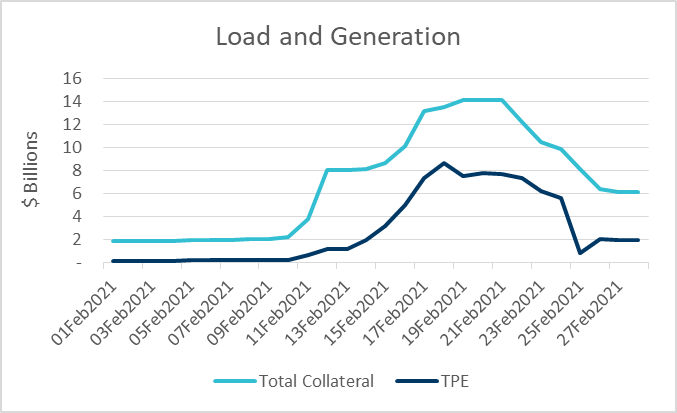 Load and Generation
$ Billions
16
14
12
10
8
6
4
2
-
01Feb2021
03Feb2021
05Feb2021
07Feb2021
09Feb2021
11Feb2021
13Feb2021
15Feb2021
17Feb2021
19Feb2021
21Feb2021
23Feb2021
25Feb2021
27Feb2021
Total Collateral
TPE